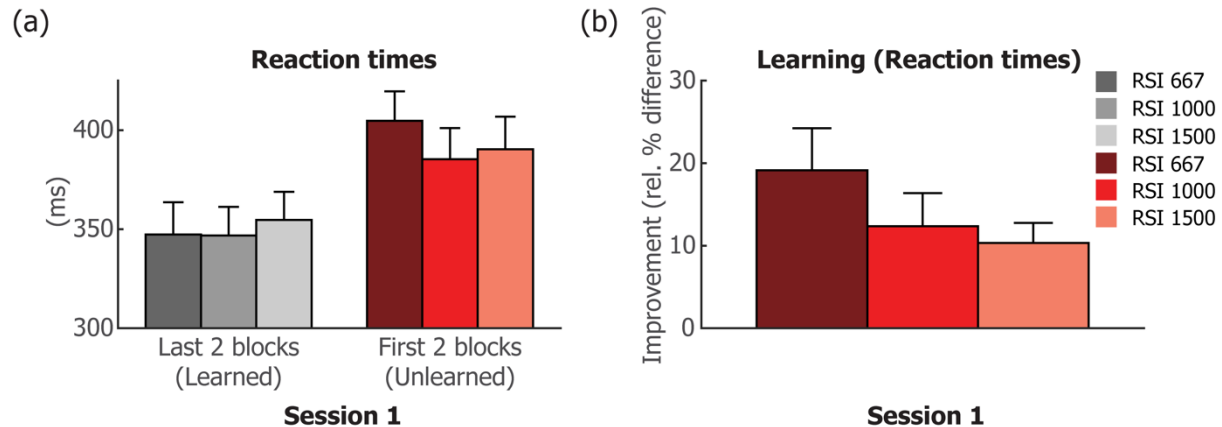 (a)
Reaction times
(ms)
400
350
300
Last 2 blocks
(Learned)
First 2 blocks
(Unlearned)
Session 1
(b)
Learning (Reaction times)
Improvement (rel. % difference)
30
20
10
0
Session 1
RSI 667
RSI 1000
RSI 1500
RSI 667
RSI 1000
RSI 1500